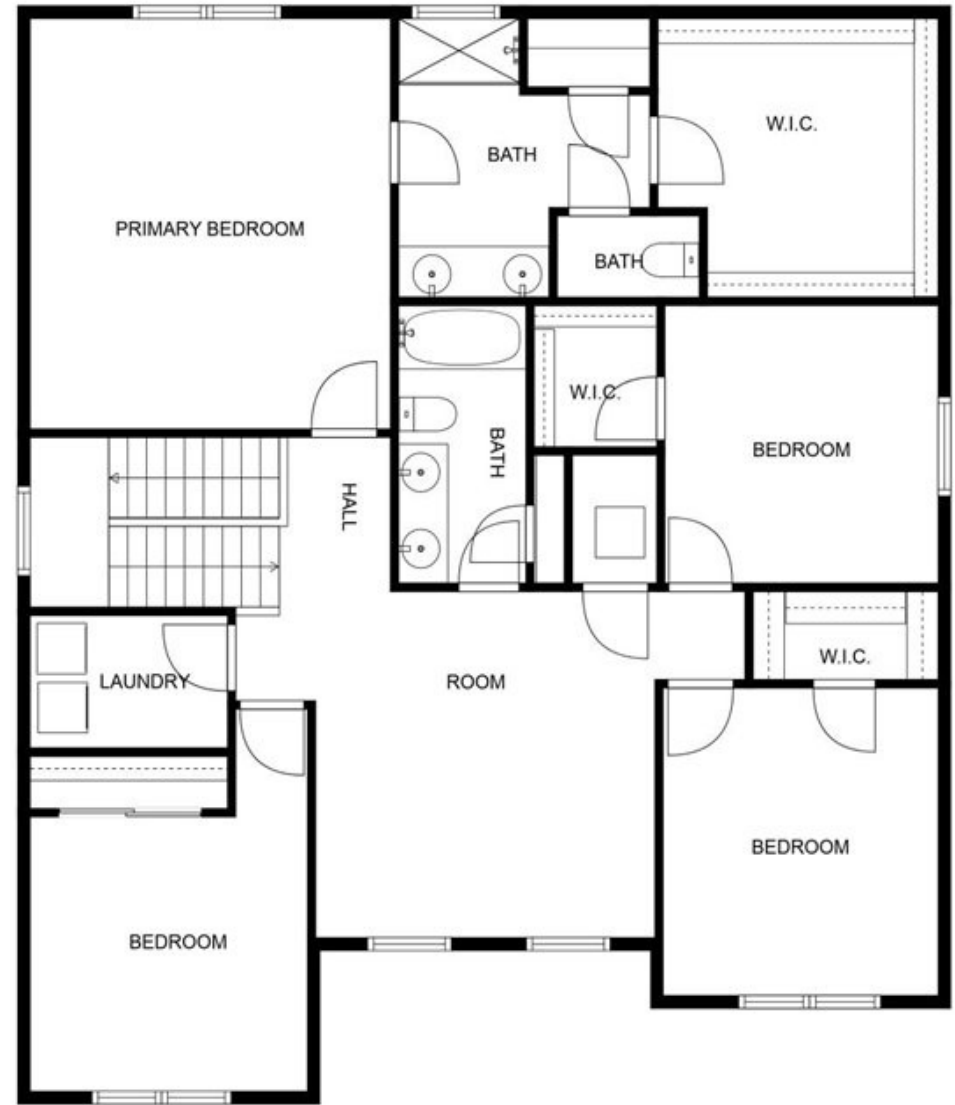 W.I.C.
BATH
PRIMARY BEDROOM
BATH
W.I.C.
BATH
BEDROOM
HALL
W.I.C.
LAUNDRY
ROOM
BEDROOM
BEDROOM